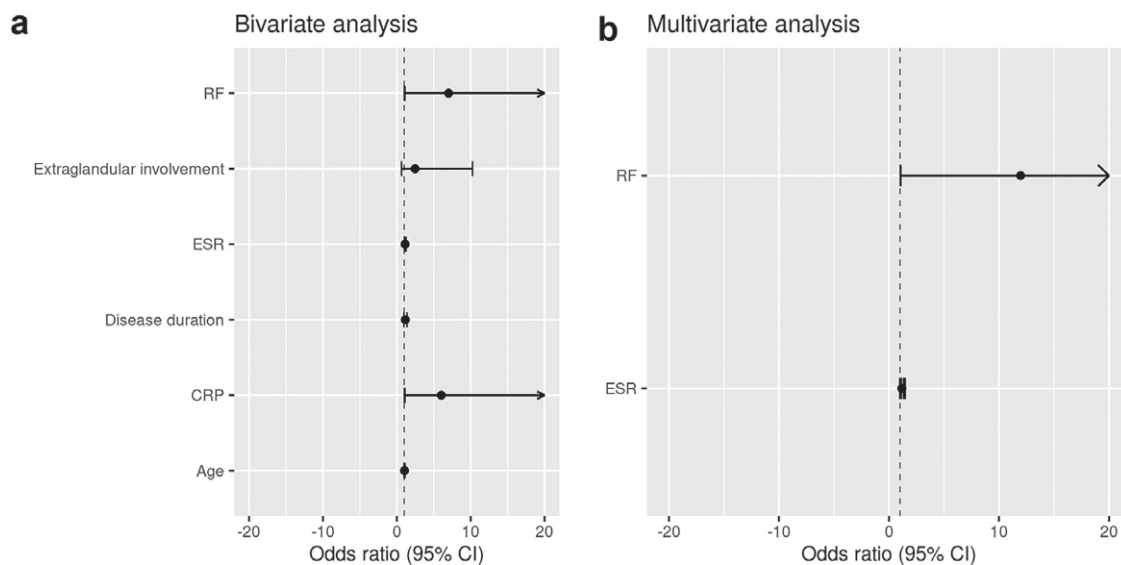 a
Bivariate analysis
RF
Extraglandular involvement
ESR
Disease duration
CRP
Age
-20 -10 0 10 20
Odds ratio (95% CI)
b
Multivariate analysis
RF
ESR
-20 -10 0 10 20
Odds ratio (95% CI)